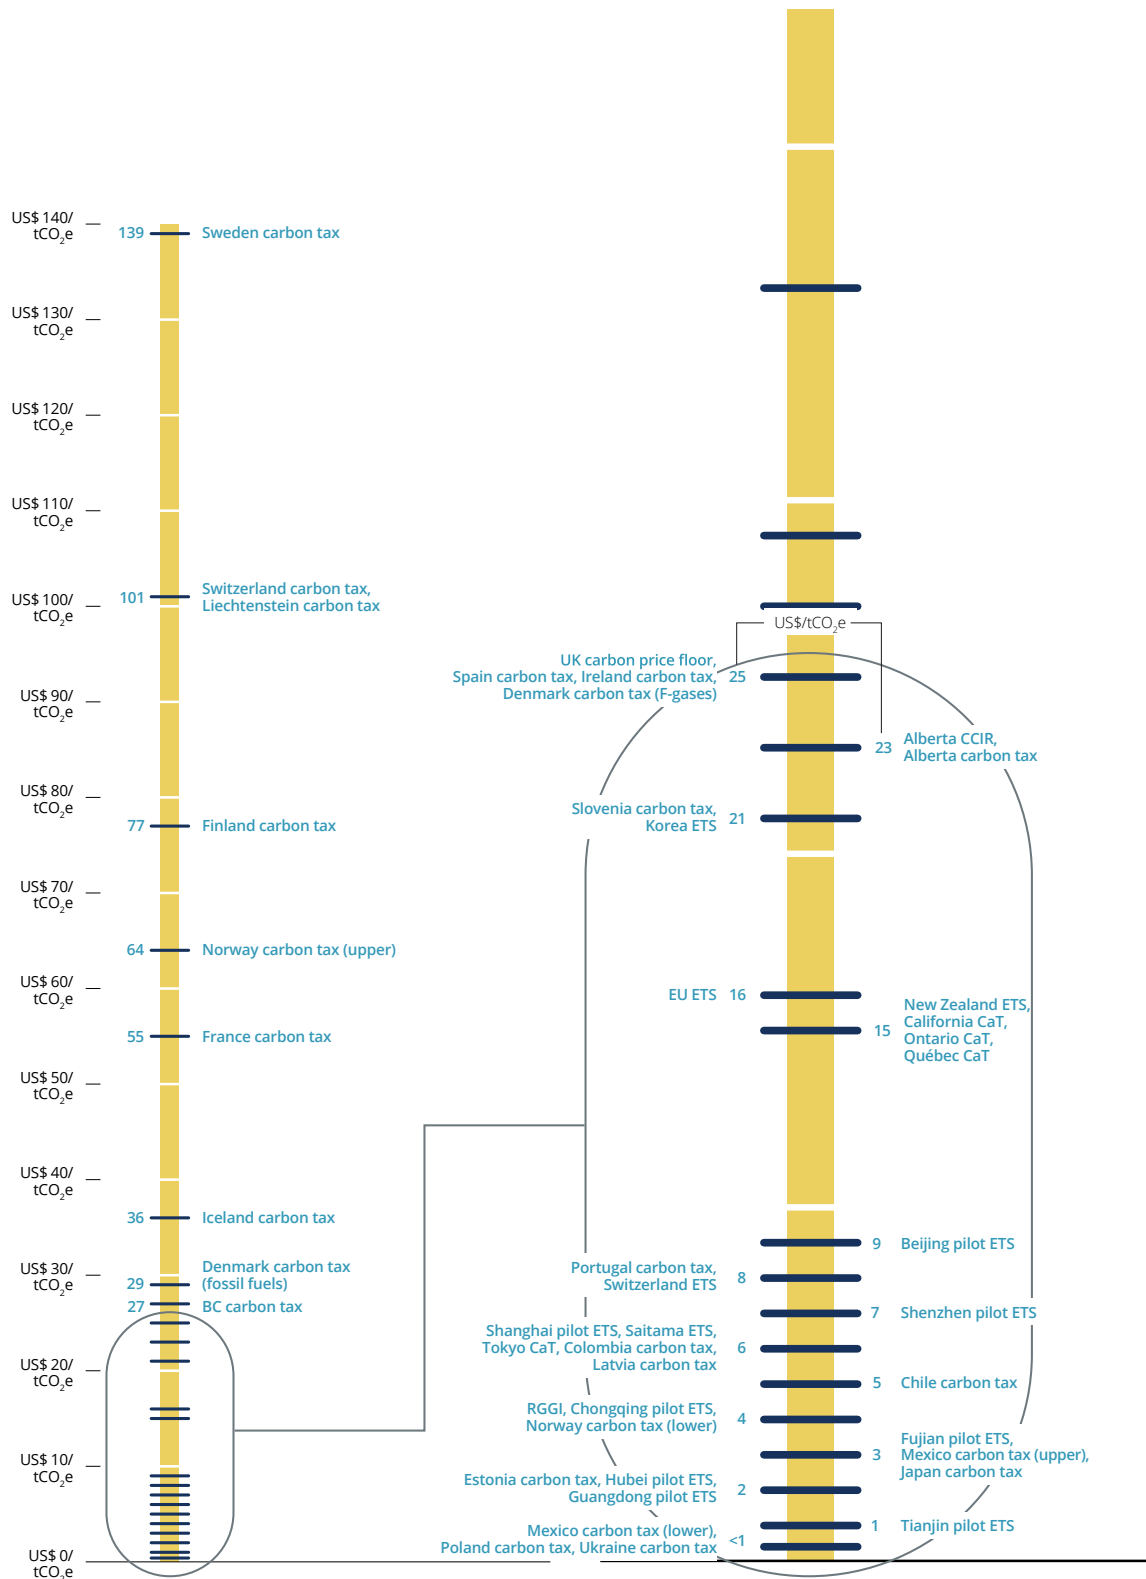 US$ 140/
tCO2e
139 Sweden carbon tax
US$ 130/
tCO2e
US$ 120/
tCO2e
US$ 110/
tCO2e
US$ 100/
tCO2e
101 Switzerland carbon tax,
Liechtenstein carbon tax
US$ 90/
tCO2e
US$ 80/
tCO2e
77 Finland carbon tax
US$ 70/
tCO2e
64 Norway carbon tax (upper)
US$ 60/
tCO2e
55 France carbon tax
US$ 50/
tCO2e
US$ 40/
tCO2e
36 Iceland carbon tax
US$ 30/
tCO2e
Denmark carbon tax
29 (fossil fuels)
27 BC carbon tax
US$ 20/
tCO2e
US$ 10/
tCO2e
US$ 0/
tCO2e
US$/tCO2e
UK carbon price floor,
Spain carbon tax, Ireland carbon tax, 25
Denmark carbon tax (F-gases)
23 Alberta CCIR,
Alberta carbon tax
Slovenia carbon tax,
Korea ETS 21
EU ETS 16
New Zealand ETS,
California CaT,
15 Ontario CaT,
Québec CaT
9 Beijing pilot ETS
Portugal carbon tax,
Switzerland ETS 8
7 Shenzhen pilot ETS
Shanghai pilot ETS, Saitama ETS,
Tokyo CaT, Colombia carbon tax, 6
Latvia carbon tax
5 Chile carbon tax
RGGI, Chongqing pilot ETS,
Norway carbon tax (lower) 4
Fujian pilot ETS,
3 Mexico carbon tax (upper),
Japan carbon tax
Estonia carbon tax, Hubei pilot ETS,
Guangdong pilot ETS 2
1 Tianjin pilot ETS
Mexico carbon tax (lower),
Poland carbon tax, Ukraine carbon tax <1